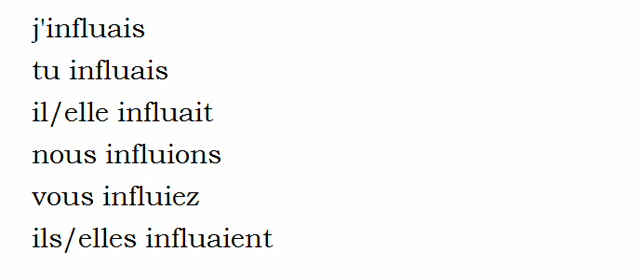 j'influais
tu influais
il/elle influait
nous influions
vous influiez
ils/elles influaient